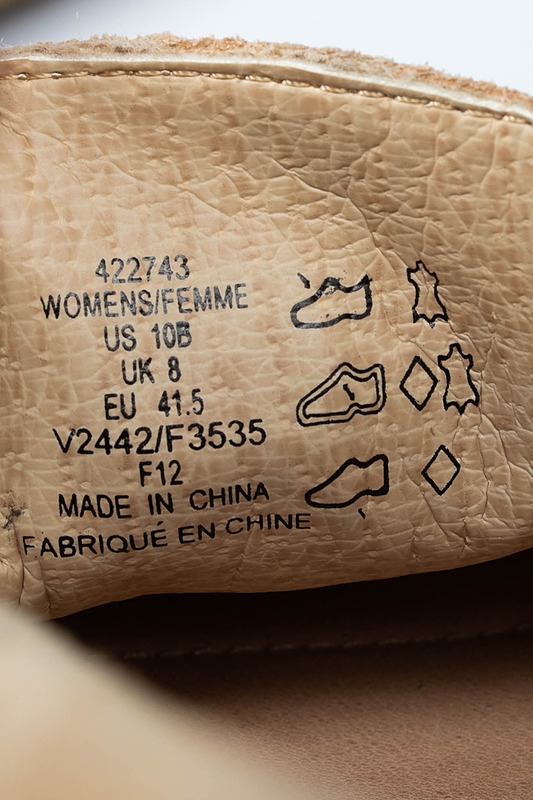 422743
WOMENS/FEMME
US 10B
UK 8
EU 41.5
V2442/F3535
F12
MADE IN CHINA
FABRIQUÉ EN CHINE